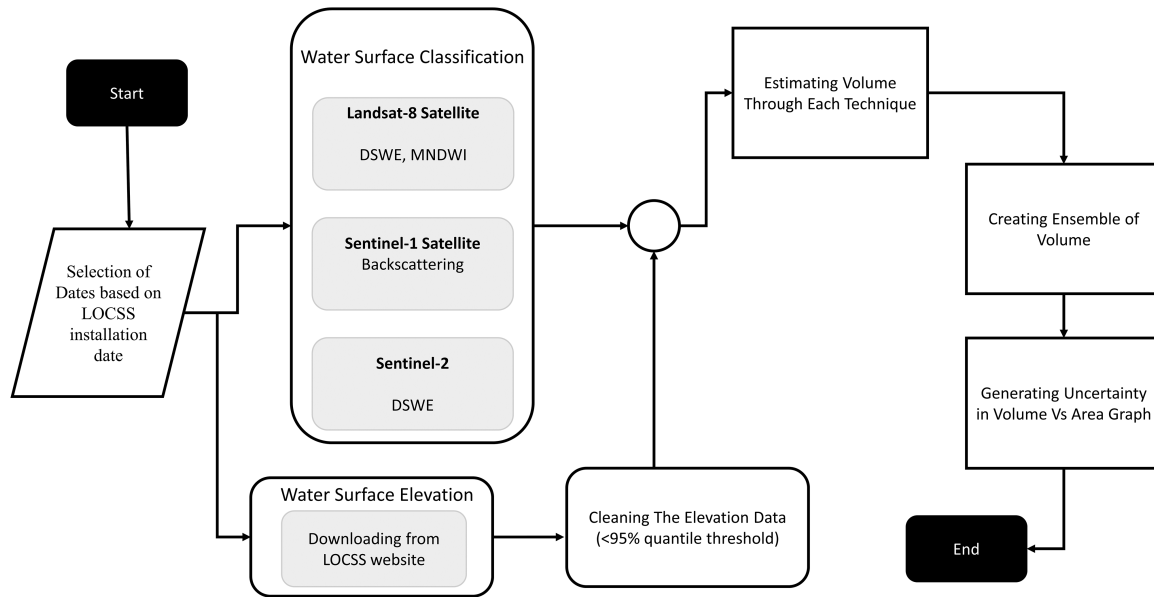 Start
Selection of
Dates based on
LOCSS
installation
date
Water Surface Classification
Landsat-8 Satellite
DSWE, MNDWI
Sentinel-1 Satellite
Backscattering
Sentinel-2
DSWE
Water Surface Elevation
Downloading from
LOCSS website
Cleaning The Elevation Data
(<95% quantile threshold)
Estimating Volume
Through Each Technique
Creating Ensemble of
Volume
Generating Uncertainty
in Volume Vs Area Graph
End